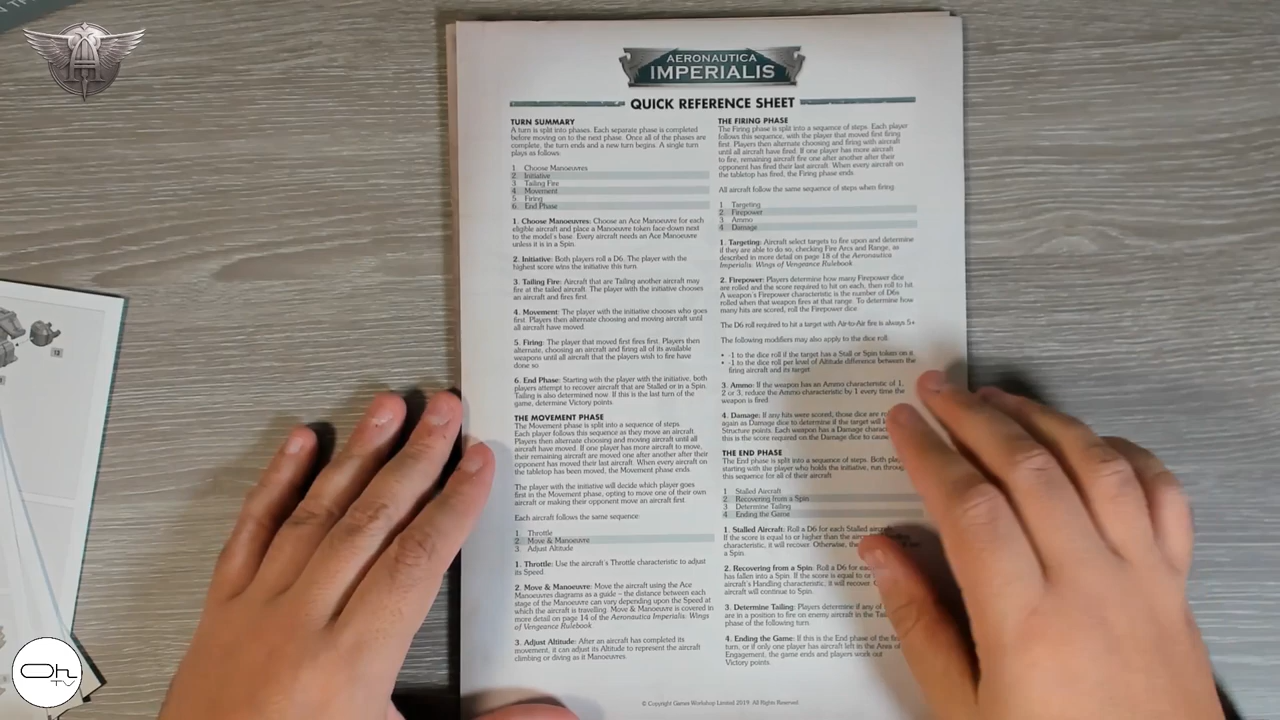 AERONAUTICA
IMPERIALIS
QUICK REFERENCE SHEET
TURN SUMMARY
A turn is split into phases. Each separate phase is completed
before moving on to the next phase. Once all of the phases are
complete, the turn ends and a new turn begins. A single turn
plays as follows:
1 Choose Manoeuvres
2. Initiative
3 Tailing Fire
4. Movement
5. Firing
6. End Phase
1. Choose Manoeuvres: Choose an Ace Manoeuvre for each
eligible aircraft and place a Manoeuvre token face-down next
to the model's base. Every aircraft needs an Ace Manoeuvre
unless it is in a Spin.
2. Initiative: Both players roll a D6. The player with the
highest score wins the initiative this turn
3. Tailing Fire: Aircraft that are Tailing another aircraft may
fire at the tailed aircraft. The player with the initiative chooses
an aircraft and fires first
4. Movement: The player with the initiative chooses who goes
first. Players then alternate choosing and moving aircraft until
all aircraft have moved
5. Firing: The player that moved first fires first. Players then
alternate, choosing an aircraft and firing all of its available
weapons until all aircraft that the players wish to fire have
done so
6. End Phase: Starting with the player with the initiative, both
players attempt to recover aircraft that are Stalled or in a Spin.
Tailing is also determined now. If this is the last turn of the
game, determine Victory points.
THE MOVEMENT PHASE
The Movement phase is split into a sequence of steps.
Each player follows this sequence as they move an aircraft.
Players then alternate choosing and moving aircraft until all
aircraft have moved. If one player has more aircraft to move,
their remaining aircraft are moved one after another after their
opponent has moved their last aircraft. When every aircraft on
the tabletop has been moved, the Movement phase ends.
The player with the initiative will decide which player goes
first in the Movement phase, opting to move one of their own
aircraft or making their opponent move an aircraft first.
Each aircraft follows the same sequence:
1. Throttle
2. Move & Manoeuvre
3. Adjust Altitude
1. Throttle: Use the aircraft's Throttle characteristic to adjust
its Speed
2. Move & Manoeuvre: Move the aircraft using the Ace
Manoeuvres diagrams as a guide – the distance between each
stage of the Manoeuvre can vary depending upon the Speed at
which the aircraft is travelling. Move & Manoeuvre is covered in
more detail on page 14 of the Aeronautica Imperialis: Wings
of Vengeance Rulebook
3. Adjust Altitude: After an aircraft has completed its
movement, it can adjust its Altitude to represent the aircraft
climbing or diving as it Manoeuvres
THE FIRING PHASE
The Firing phase is split into a sequence of steps. Each player
follows this sequence, with the player that moved first firing
first. Players then alternate choosing and firing with aircraft
until all aircraft have fired. If one player has more aircraft
to fire, remaining aircraft fire one after another after their
opponent has fired their last aircraft. When every aircraft on
the tabletop has fired, the Firing phase ends
All aircraft follow the same sequence of steps when firing.
1 Targeting
2. Firepower
3 Ammo
4 Damage
1. Targeting: Aircraft select targets to fire upon and determine
if they are able to do so, checking Fire Arcs and Range, as
described in more detail on page 18 of the Aeronautica
Imperialis: Wings of Vengeance Rulebook
2. Firepower: Players determine how many Firepower dice
are rolled and the score required to hit on each, then roll to hit
A weapon's Firepower characteristic is the number of D6s
rolled when that weapon fires at that range. To determine how
many hits are scored, roll the Firepower dice
The D6 roll required to hit a target with Air-to-Air fire is always 5+
The following modifiers may also apply to the dice roll:
• -1 to the dice roll if the target has a Stall or Spin token on it
• -1 to the dice roll per level of Altitude difference between the
firing aircraft and its target
3. Ammo: If the weapon has an Ammo characteristic of 1,
2 or 3, reduce the Ammo characteristic by 1 every time the
weapon is fired
4. Damage: If any hits were scored, those dice are
again as Damage dice to determine if the target will
Structure points. Each weapon has a Damage
this is the score required on the Damage dice to cause
THE END PHASE
The End phase is split into a sequence of steps. Both
starting with the player who holds the initiative, run
this sequence for all of their aircraft
1 Stalled Aircraft
2 Recovering from a Spin
3 Determine Tailing
4 Ending the Game
1. Stalled Aircraft: Roll a D6 for each Stalled
If the score is equal to or higher than the
characteristic, it will recover. Otherwise,
a Spin.
2. Recovering from a Spin: Roll a D6 for
has fallen into a Spin. If the score is equal to or
aircraft's Handling characteristic, it will recover.
aircraft will continue to Spin.
3. Determine Tailing: Players determine if any of
are in a position to fire on enemy aircraft in the
phase of the following turn.
4. Ending the Game: If this is the End phase of the
turn, or if only one player has aircraft left in the Area of
Engagement, the game ends and players work out
Victory points
© Copyright Games Workshop Limited 2019. All Rights Reserved
12
Oh
TV